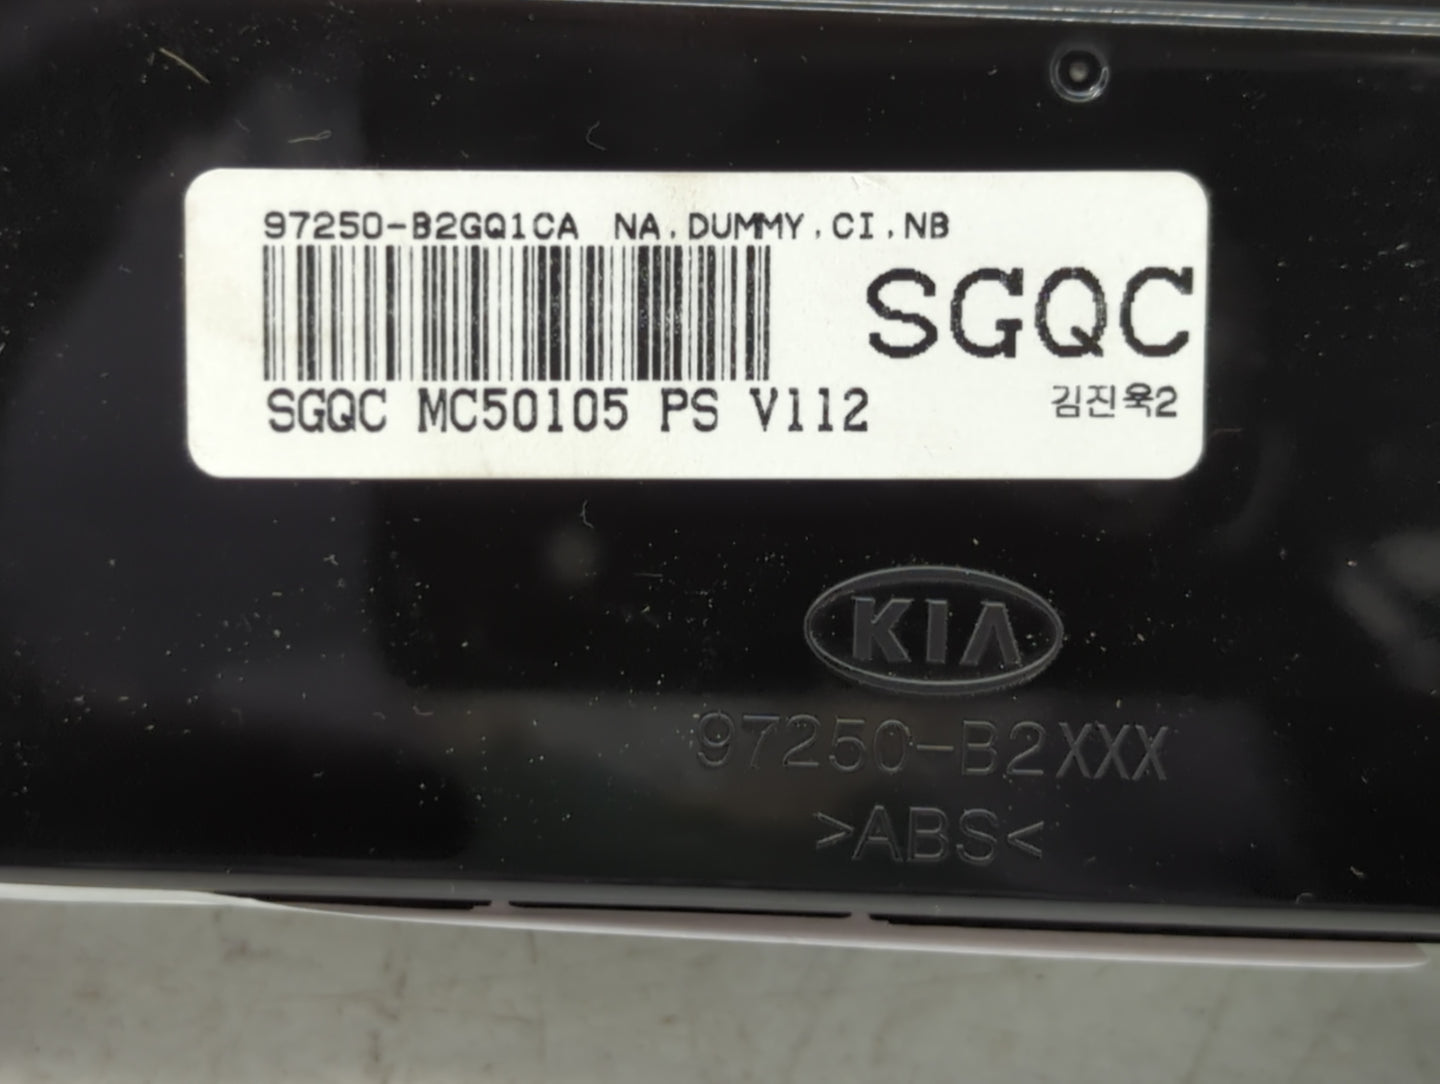 97250-B2GQ1CA NA.DUMMY.CI.NB
SGQC
SGQC MC50105 PS V112
김진욱2
KIA
97250-B2XXX
>ABS<